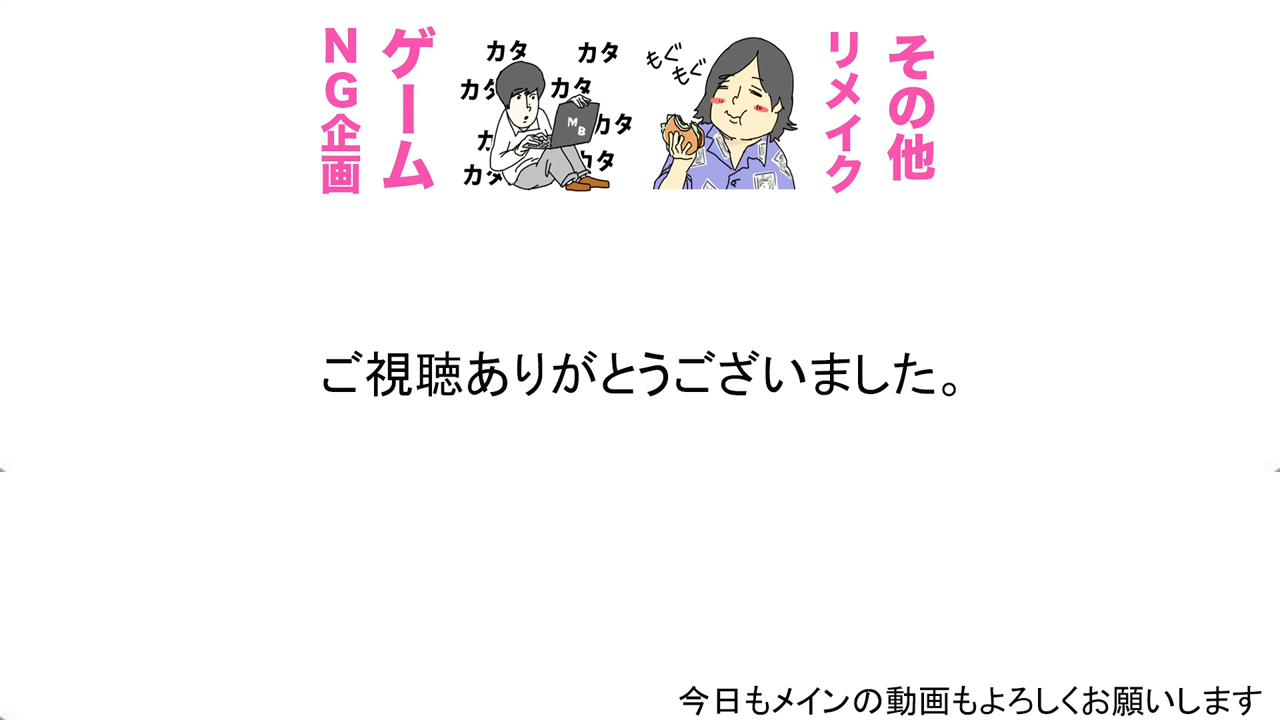 ゲーム
NG企画
カタ
カタ
カタ
カタ
カタ
カ
カタ
カタ
MB
もぐ
もぐ
その他
リメイク
ご視聴ありがとうございました。
今日もメインの動画もよろしくお願いします